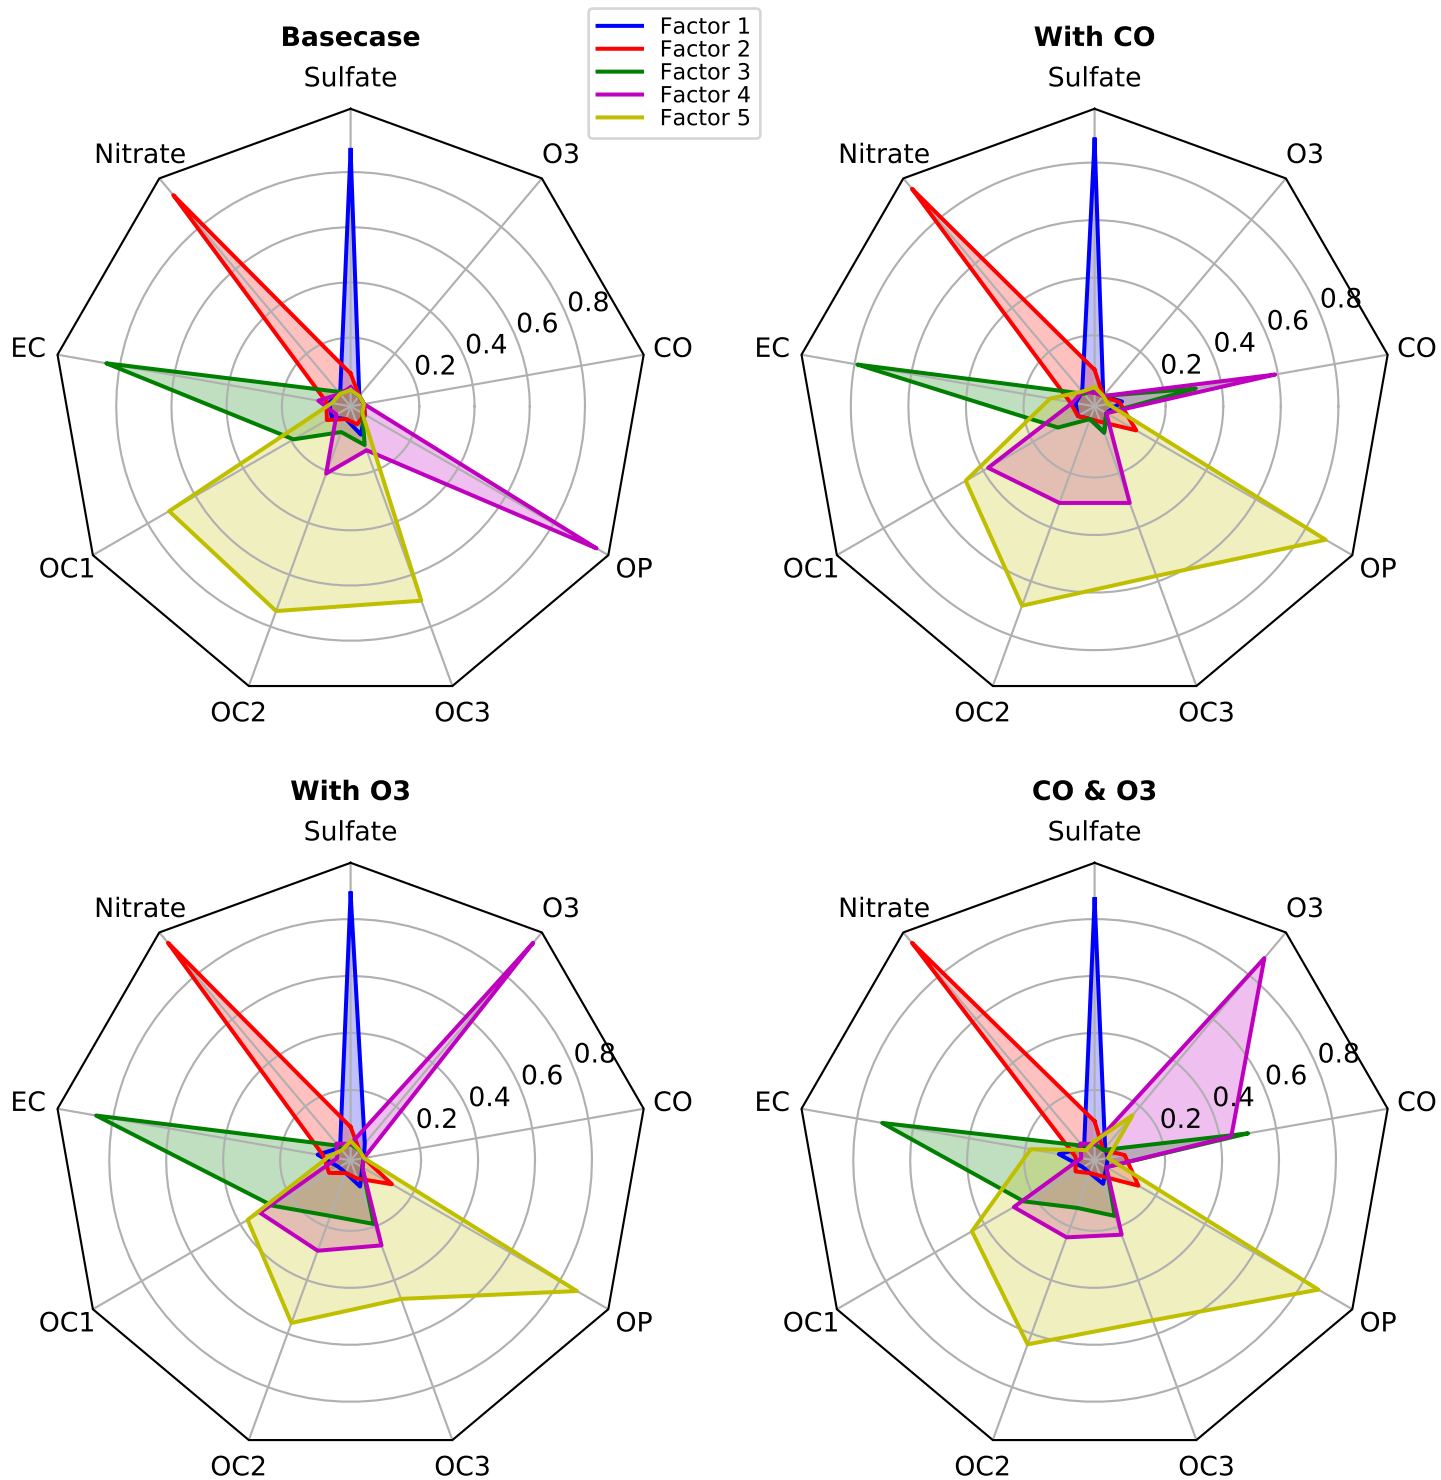 Factor 1
Factor 2
Factor 3
Factor 4
Factor 5
Basecase
Sulfate
Nitrate
O3
EC
CO
0.2
0.4
0.6
0.8
OC1
OP
OC2
OC3
With CO
Sulfate
Nitrate
O3
EC
CO
0.2
0.4
0.6
0.8
OC1
OP
OC2
OC3
With O3
Sulfate
Nitrate
O3
EC
CO
0.2
0.4
0.6
0.8
OC1
OP
OC2
OC3
CO & O3
Sulfate
Nitrate
O3
EC
CO
0.2
0.4
0.6
0.8
OC1
OP
OC2
OC3